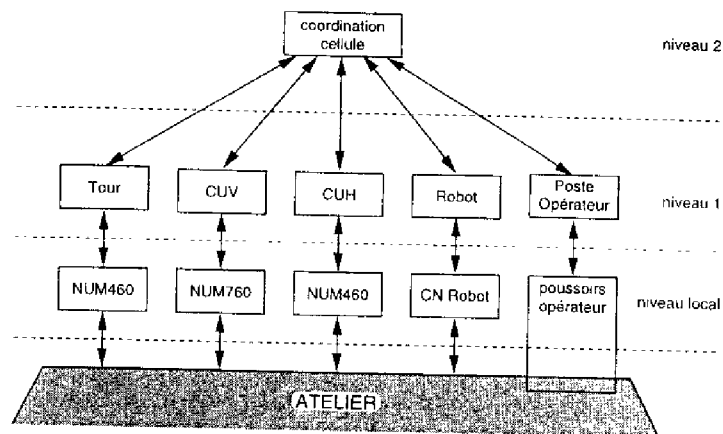 coordination
cellule
niveau 2
Tour
CUV
CUH
Robot
Poste
Opérateur
niveau 1
NUM460
NUM760
NUM460
CN Robot
poussoirs
opérateur
niveau local
ATELIER